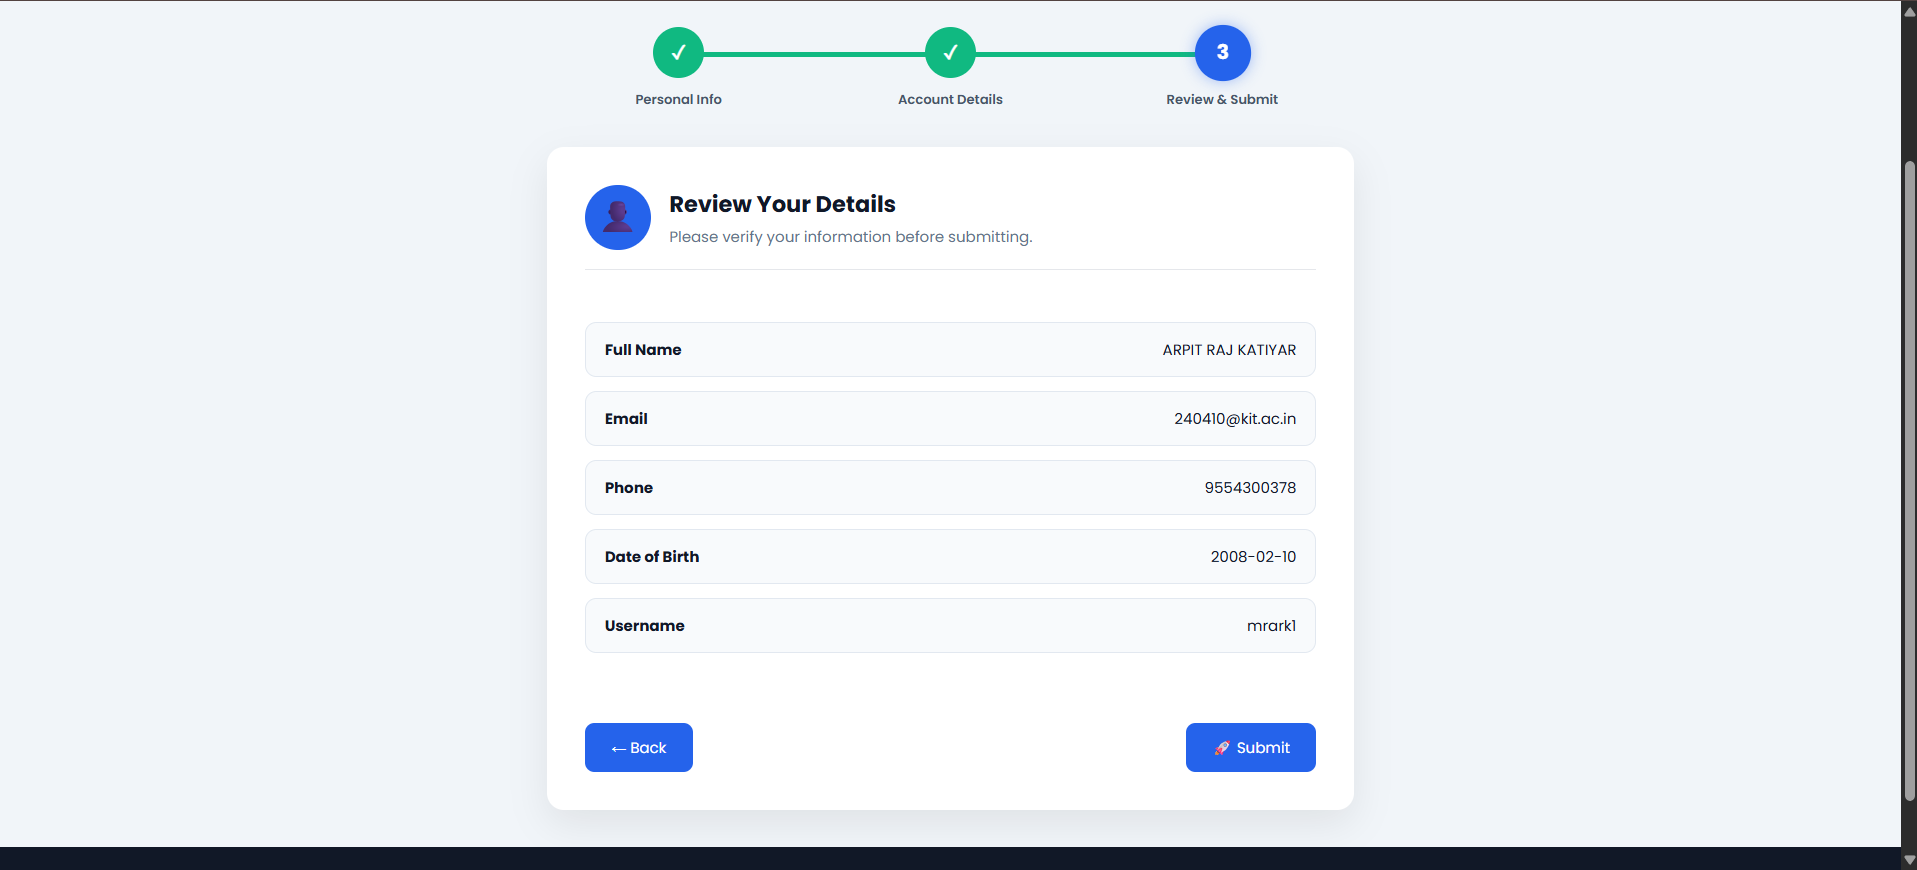 ✓ ✓ 3
Personal Info Account Details Review & Submit
Review Your Details
Please verify your information before submitting.
Full Name ARPIT RAJ KATIYAR
Email 240410@kit.ac.in
Phone 9554300378
Date of Birth 2008-02-10
Username mrark1
← Back 🚀 Submit